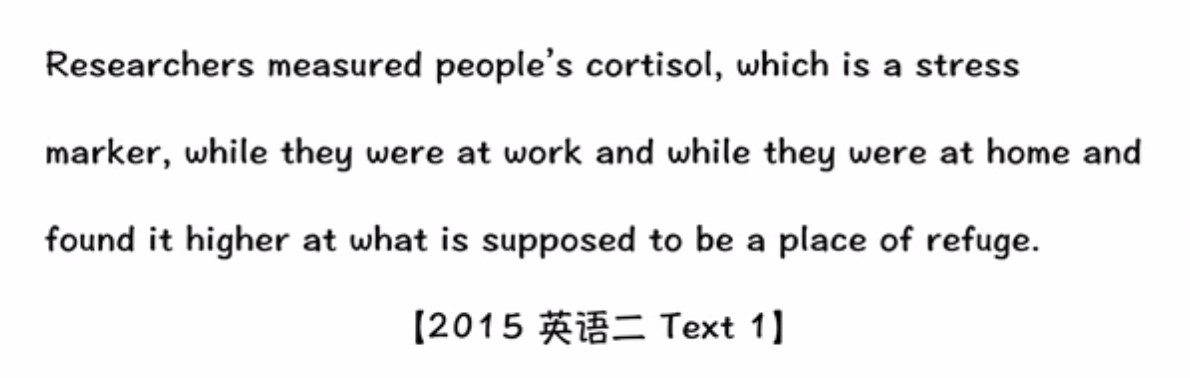 Researchers measured people's cortisol, which is a stress
marker, while they were at work and while they were at home and
found it higher at what is supposed to be a place of refuge.
【2015 英语二 Text 1】